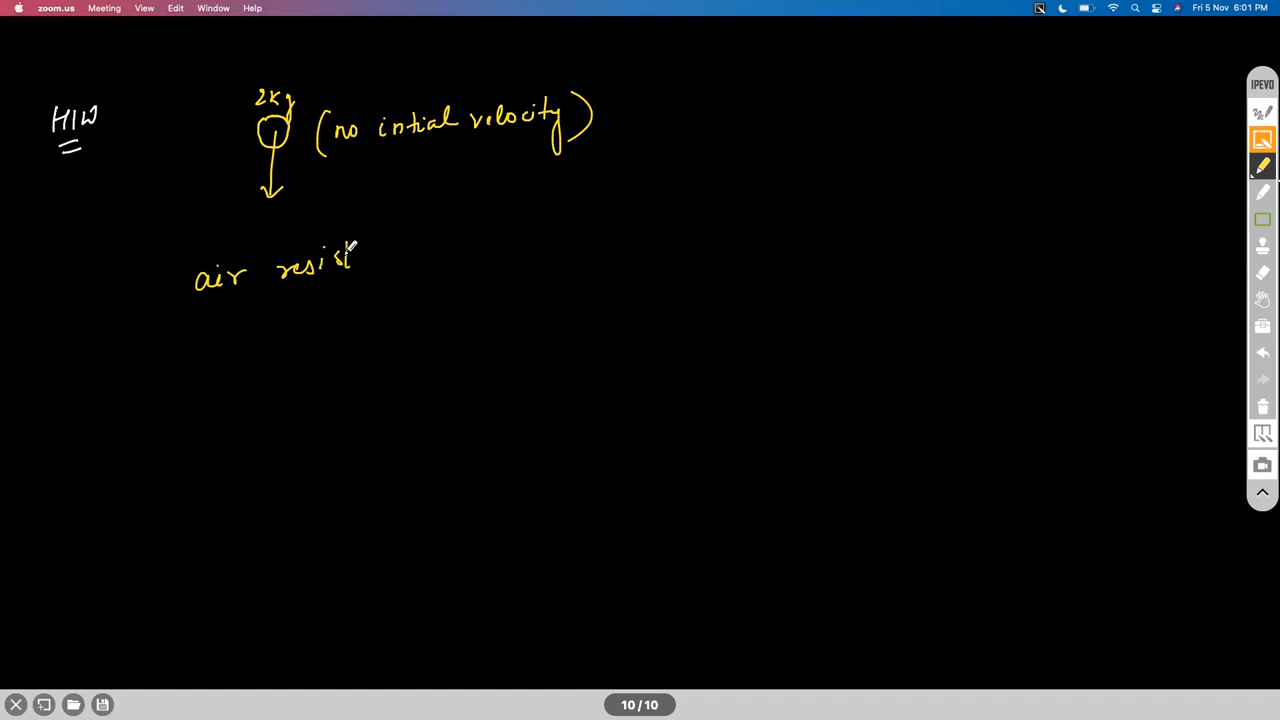 zoom.us Meeting View Edit Window Help Fri 5 Nov 6:01 PM
IPEVO
H/W
2Kg
(no intial velocity)
air resist
10/10